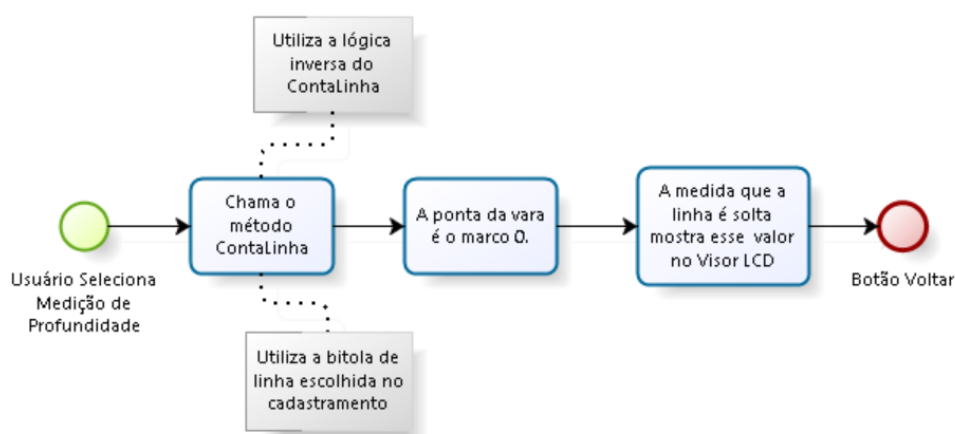 Utiliza a lógica
inversa do
ContaLinha
Chama o
método
ContaLinha
A ponta da vara
é o marco 0.
A medida que a
linha é solta
mostra esse valor
no Visor LCD
Usuário Seleciona
Medição de
Profundidade
Botão Voltar
Utiliza a bitola de
linha escolhida no
cadastramento